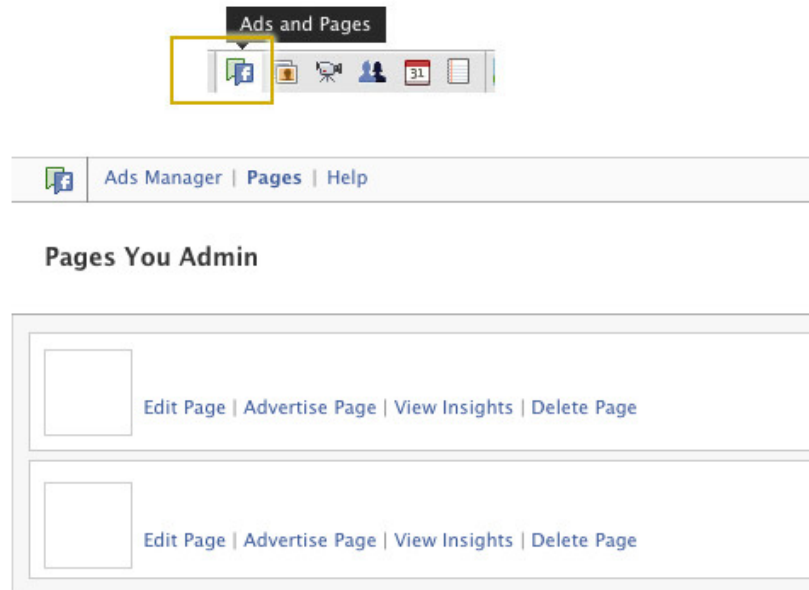 Ads and Pages
31
Ads Manager | Pages | Help
Pages You Admin
Edit Page | Advertise Page | View Insights | Delete Page
Edit Page | Advertise Page | View Insights | Delete Page